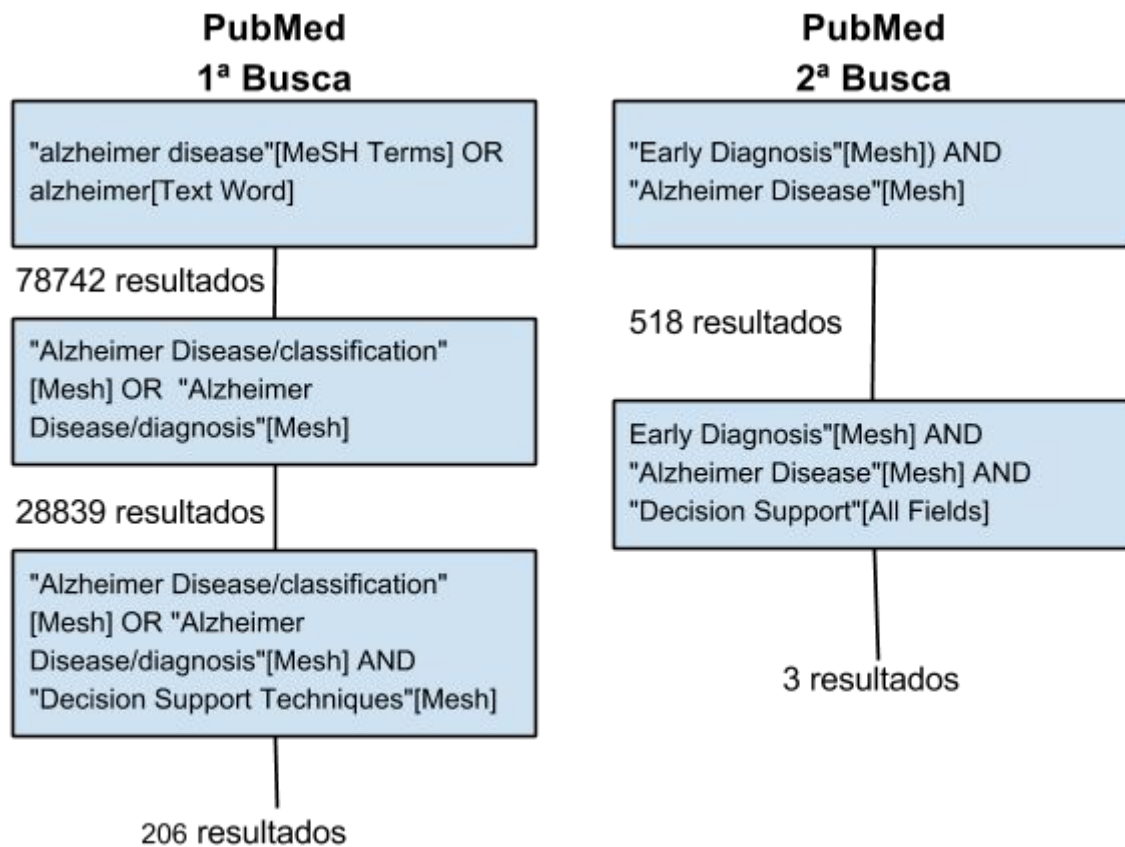 PubMed
1ª Busca
"alzheimer disease"[MeSH Terms] OR
alzheimer[Text Word]
78742 resultados
"Alzheimer Disease/classification"
[Mesh] OR "Alzheimer
Disease/diagnosis"[Mesh]
28839 resultados
"Alzheimer Disease/classification"
[Mesh] OR "Alzheimer
Disease/diagnosis"[Mesh] AND
"Decision Support Techniques"[Mesh]
206 resultados
PubMed
2ª Busca
"Early Diagnosis"[Mesh]) AND
"Alzheimer Disease"[Mesh]
518 resultados
Early Diagnosis"[Mesh] AND
"Alzheimer Disease"[Mesh] AND
"Decision Support"[All Fields]
3 resultados